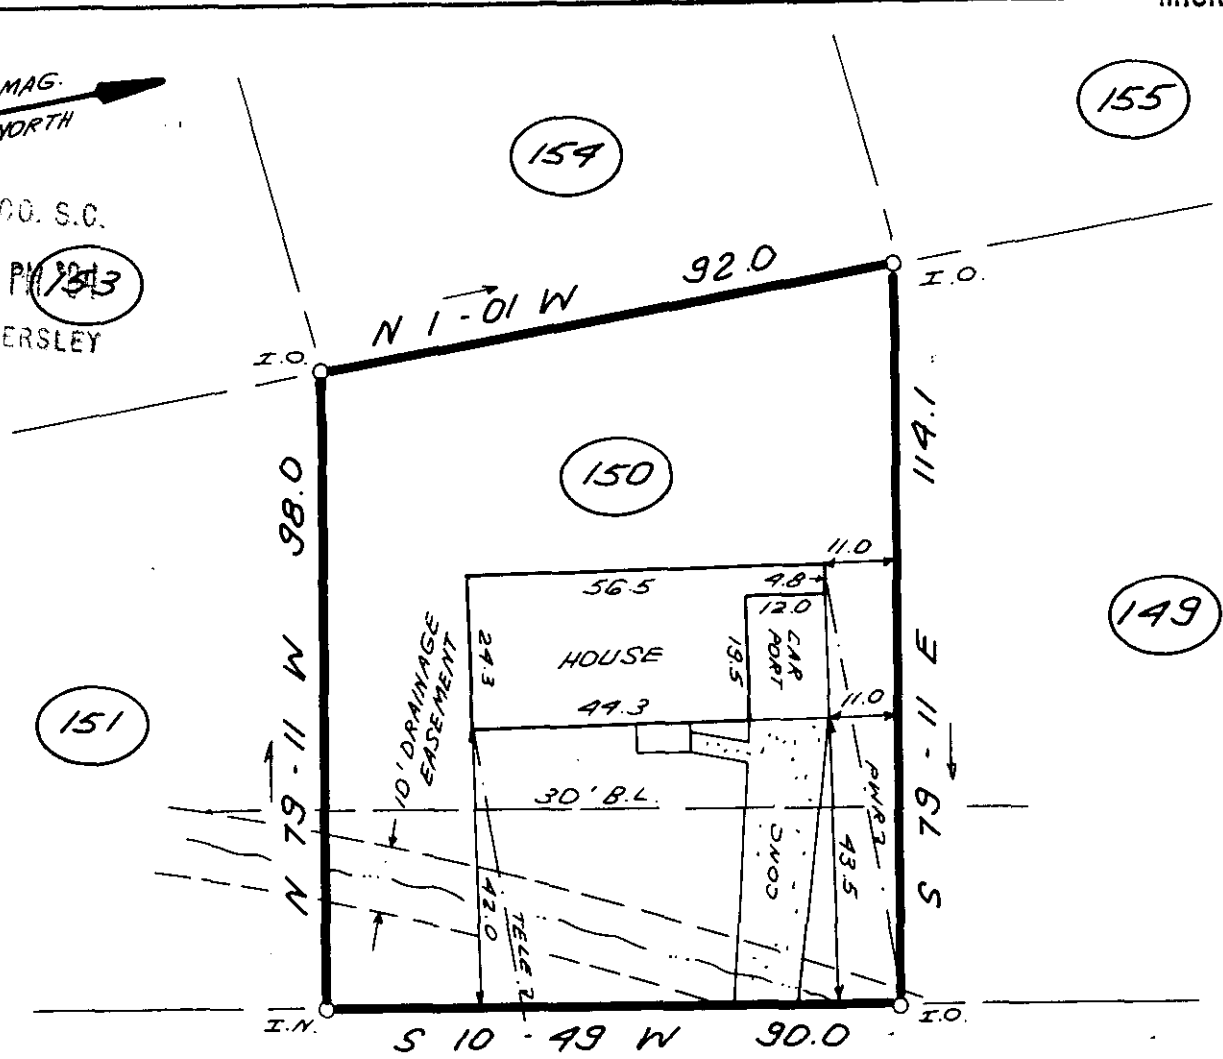 MAG.
NORTH
CO. S.C.
153
ERSLEY
154
155
I.O.
N 1-01 W 92.0
I.O.
98.0
N 79-11 W
150
114.1
S 79-11 E
149
151
11.0
56.5
4.8
12.0
24.3
HOUSE
19.5
CAR
PORT
44.3
11.0
10' DRAINAGE
EASEMENT
30' B.L.
CONC
PWR
43.5
42.0
TELE.
I.N.
S 10-49 W 90.0
I.O.